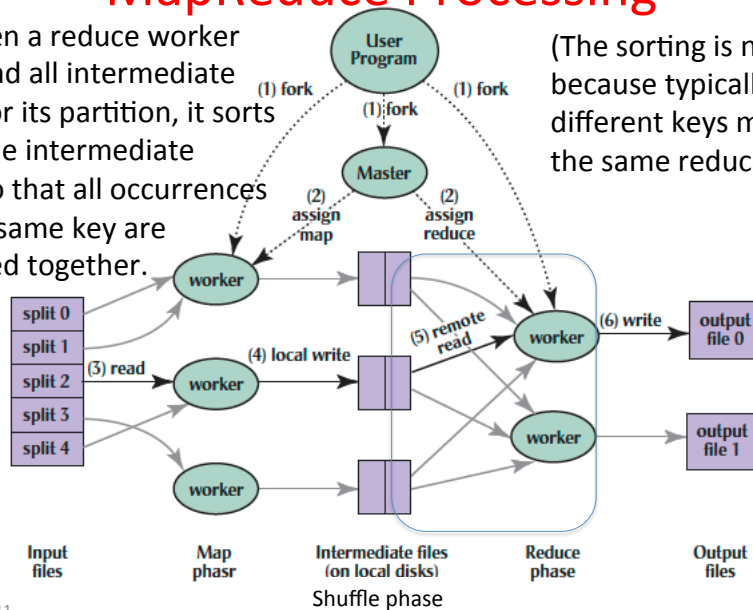 MapReduce Processing
en a reduce worker
d all intermediate
or its partition, it sorts
e intermediate
o that all occurrences
same key are
ed together.
(The sorting is
because typically
different keys
the same
User
Program
(1) fork
(1) fork
(1) fork
Master
(2)
assign
map
(2)
assign
reduce
worker
split 0
split 1
split 2
split 3
split 4
(3) read
worker
(4) local write
(5) remote
read
worker
(6) write
output
file 0
worker
output
file 1
worker
Input
files
Map
phasr
Intermediate files
(on local disks)
Reduce
phase
Output
files
Shuffle phase